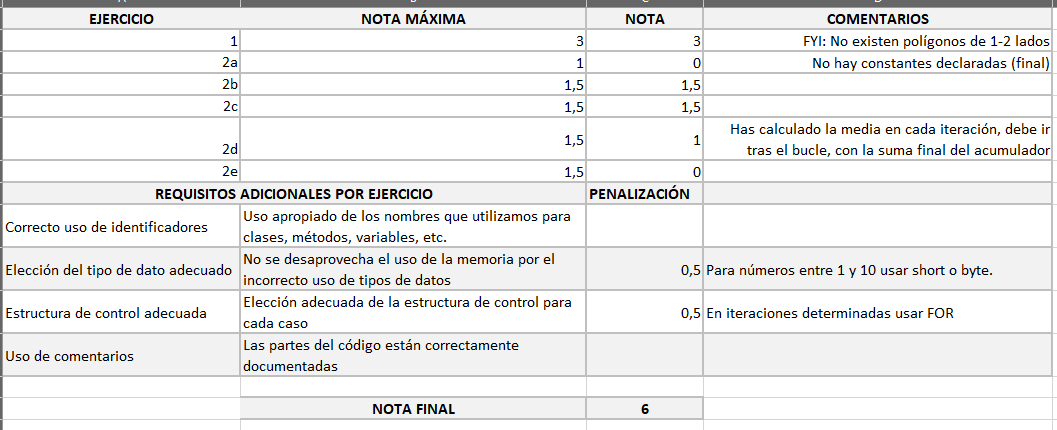 EJERCICIO NOTA MÁXIMA NOTA COMENTARIOS
1 3 3 FYI: No existen polígonos de 1-2 lados
2a 1 0 No hay constantes declaradas (final)
2b 1,5 1,5
2c 1,5 1,5
2d 1,5 1 Has calculado la media en cada iteración, debe ir
tras el bucle, con la suma final del acumulador
2e 1,5 0
REQUISITOS ADICIONALES POR EJERCICIO PENALIZACIÓN
Correcto uso de identificadores Uso apropiado de los nombres que utilizamos para
clases, métodos, variables, etc.
Elección del tipo de dato adecuado No se desaprovecha el uso de la memoria por el
incorrecto uso de tipos de datos 0,5 Para números entre 1 y 10 usar short o byte.
Estructura de control adecuada Elección adecuada de la estructura de control para
cada caso 0,5 En iteraciones determinadas usar FOR
Uso de comentarios Las partes del código están correctamente
documentadas
NOTA FINAL 6